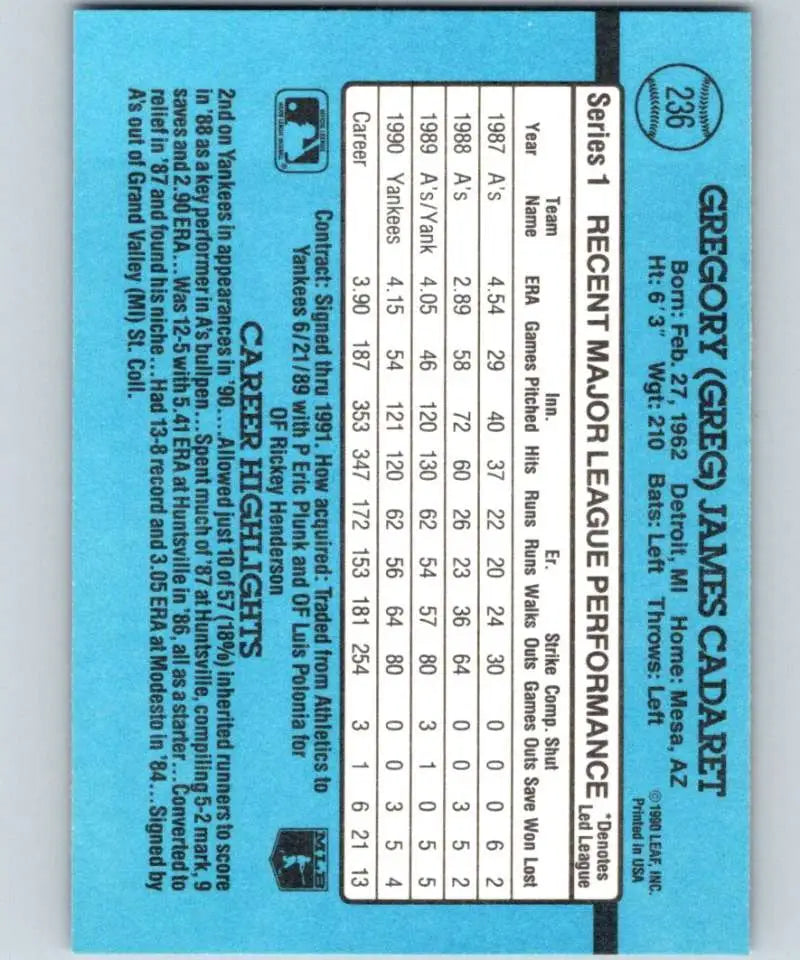 236
GREGORY (GREG) JAMES CADARET
Born: Feb. 27, 1962 Detroit, MI Home: Mesa, AZ
Ht: 6'3" Wgt: 210 Bats: Left Throws: Left
©1990 LEAF, INC.
Printed in USA
Series 1 RECENT MAJOR LEAGUE PERFORMANCE *Denotes Led League
Year Team Name ERA Games Inn. Pitched Hits Runs Er. Runs Walks Strike Outs Comp. Games Shut Outs Save Won Lost
1987 A's 4.54 29 40 37 22 20 24 30 0 0 0 6 2
1988 A's 2.89 58 72 60 26 23 36 64 0 0 3 5 2
1989 A's/Yank 4.05 46 120 130 62 54 57 80 3 1 0 5 5
1990 Yankees 4.15 54 121 120 62 56 64 80 0 0 3 5 4
Career 3.90 187 353 347 172 153 181 254 3 1 6 21 13
Contract: Signed thru 1991. How acquired: Traded from Athletics to
Yankees 6/21/89 with P Eric Plunk and OF Luis Polonia for
OF Rickey Henderson
MLB
CAREER HIGHLIGHTS
2nd on Yankees in appearances in '90....Allowed just 10 of 57 (18%) inherited runners to score
in '88 as a key performer in A's bullpen....Spent much of '87 at Huntsville, compiling 5-2 mark, 9
saves and 2.90 ERA...Was 12-5 with 5.41 ERA at Huntsville in '86, all as a starter...Converted to
relief in '87 and found his niche...Had 13-8 record and 3.05 ERA at Modesto in '84...Signed by
A's out of Grand Valley (MI) St. Coll.